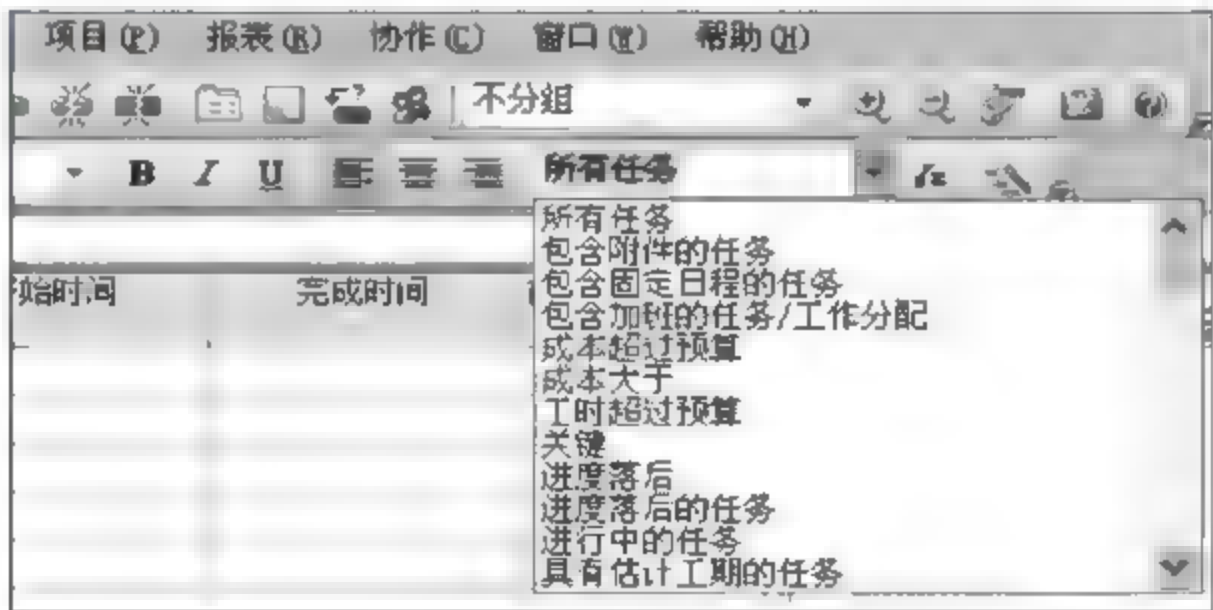 项目(P) 报表(R) 协作(C) 窗口(W) 帮助(H)
不分组
B I U 所有任务
所有任务
包含附件的任务
始时间 完成时间
包含固定日程的任务
包含加班的任务/工作分配
成本超过预算
成本大于
工时超过预算
关键
进度落后
进度落后的任务
进行中的任务
具有估计工期的任务